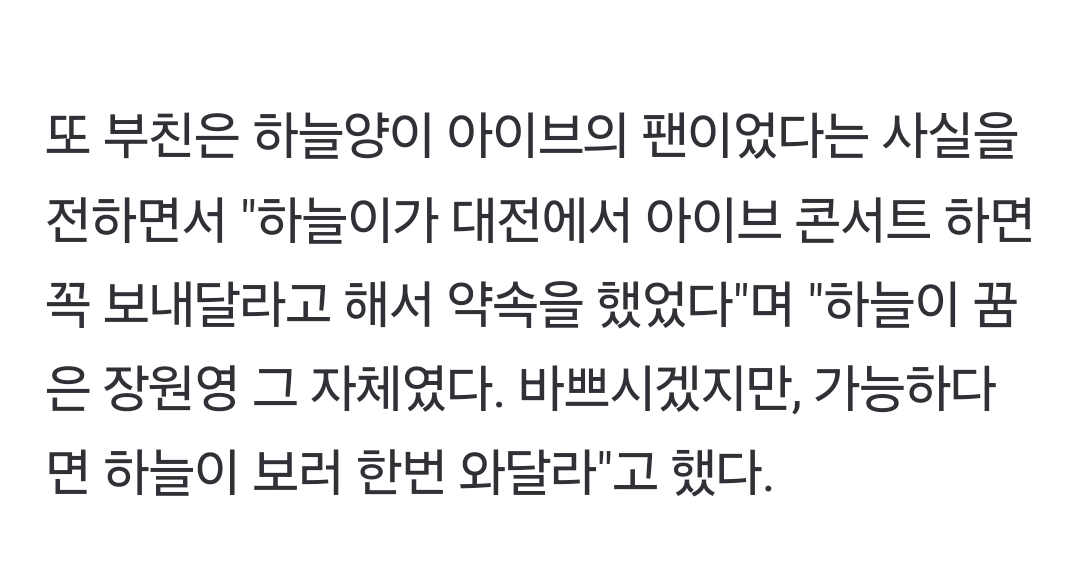 또 부친은 하늘양이 아이브의 팬이었다는 사실을
전하면서 "하늘이가 대전에서 아이브 콘서트 하면
꼭 보내달라고 해서 약속을 했었다"며 "하늘이 꿈
은 장원영 그 자체였다. 바쁘시겠지만, 가능하다
면 하늘이 보러 한번 와달라"고 했다.